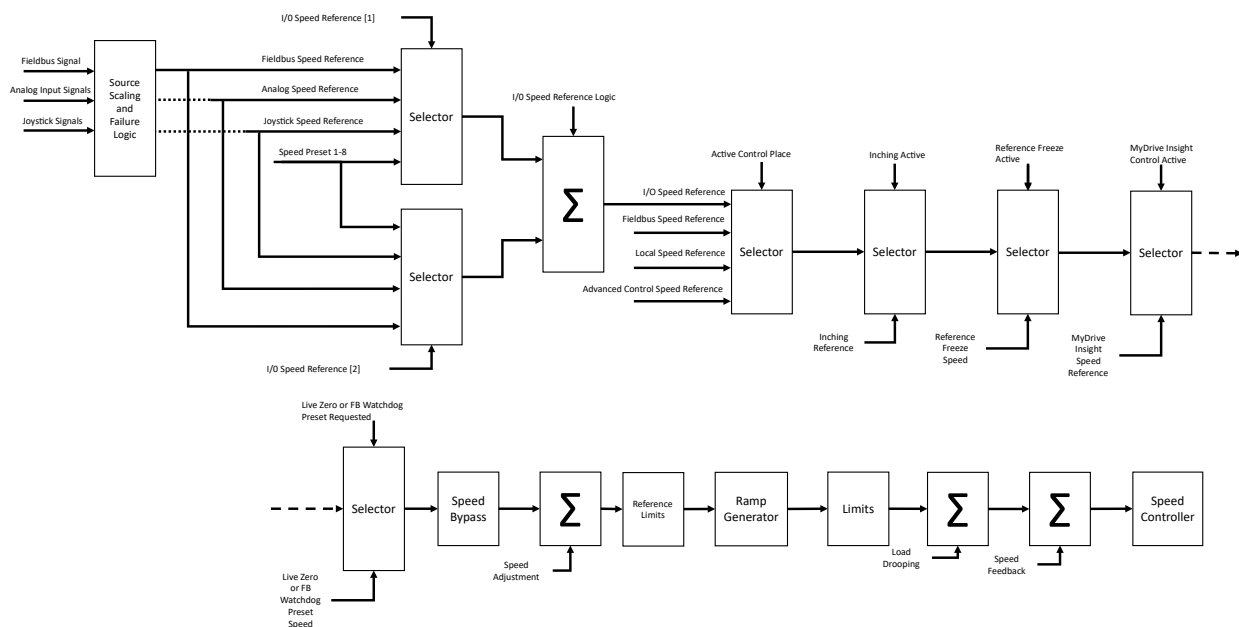 I/0 Speed Reference [1]
Fieldbus Signal
Analog Input Signals
Joystick Signals
Source
Scaling
and
Failure
Logic
Fieldbus Speed Reference
Analog Speed Reference
Joystick Speed Reference
Speed Preset 1-8
Selector
Selector
I/0 Speed Reference [2]
I/0 Speed Reference Logic
Σ
Active Control Place
I/O Speed Reference
Fieldbus Speed Reference
Local Speed Reference
Advanced Control Speed Reference
Selector
Inching Active
Selector
Inching
Reference
Reference Freeze
Active
Selector
Reference
Freeze
Speed
MyDrive Insight
Control Active
Selector
MyDrive
Insight
Speed
Reference
Live Zero or FB Watchdog
Preset Requested
Selector
Live Zero
or FB
Watchdog
Preset
Speed
Speed
Bypass
Σ
Speed
Adjustment
Reference
Limits
Ramp
Generator
Limits
Σ
Load
Drooping
Σ
Speed
Feedback
Speed
Controller